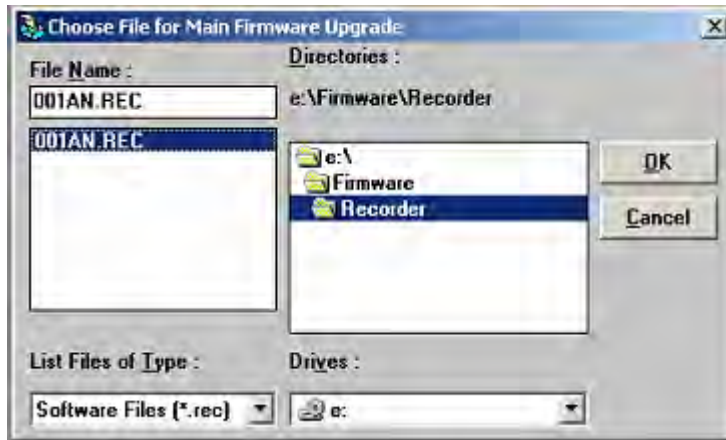 Choose File for Main Firmware Upgrade
File Name :
001AN.REC
001AN.REC
Directories :
e:\Firmware\Recorder
e:\
Firmware
Recorder
OK
Cancel
List Files of Type :
Software Files (*.rec)
Drives :
e: